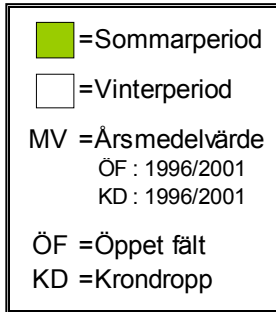 =Sommarperiod
=Vinterperiod
MV =Årsmedelvärde
ÖF : 1996/2001
KD : 1996/2001
ÖF =Öppet fält
KD =Krondropp